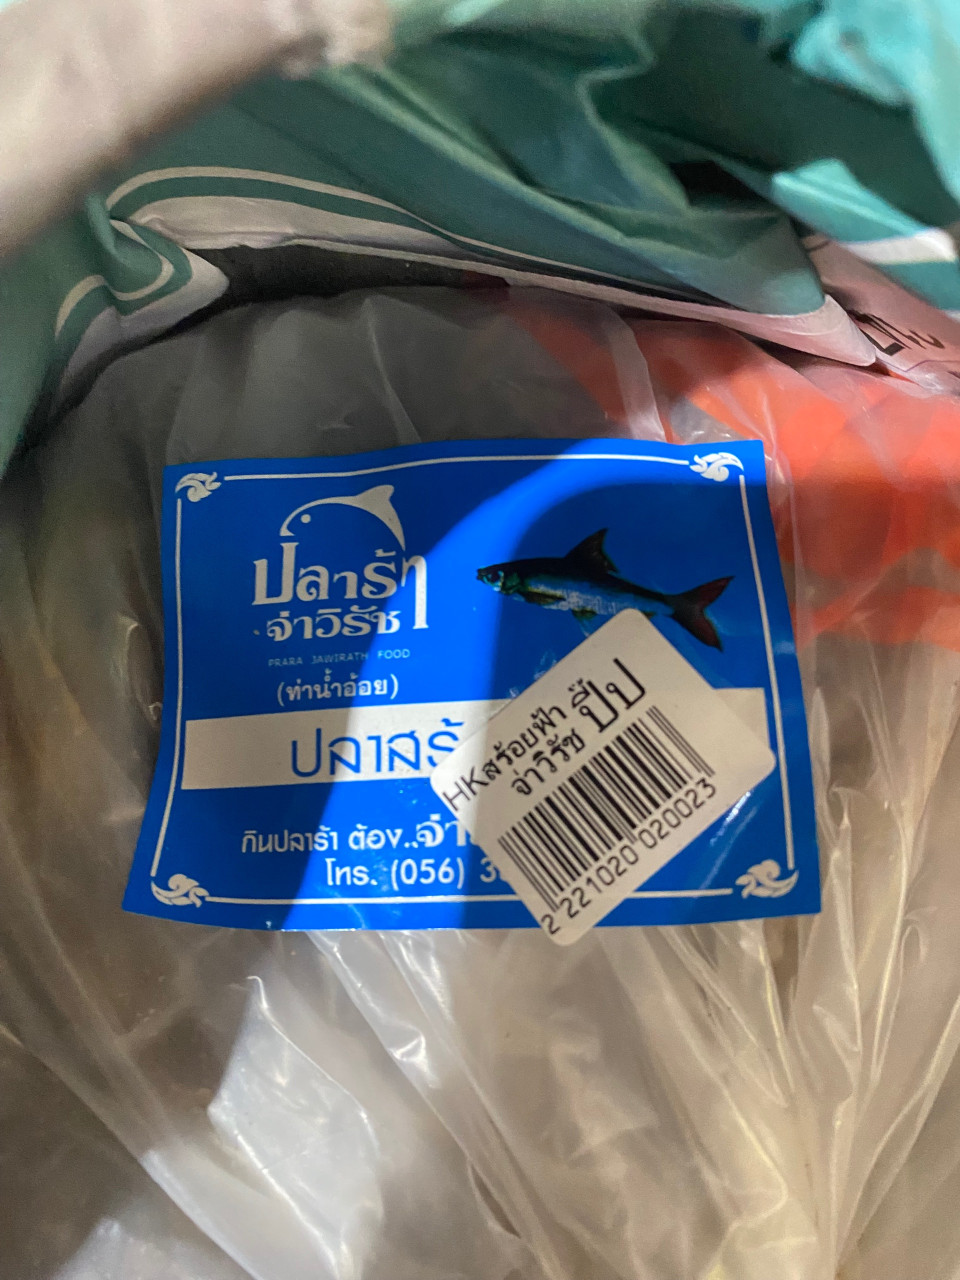 ปลาร้า
จ่าวิรัช
PRARA JAWIRATH FOOD
(ท่าน้ำอ้อย)
ปลาสร้
กินปลาร้า ต้อง..จ่า
โทร. (056) 3
HKสร้อยฟ้า
จ่าวิรัช ปี๊ป
2 221020 020023